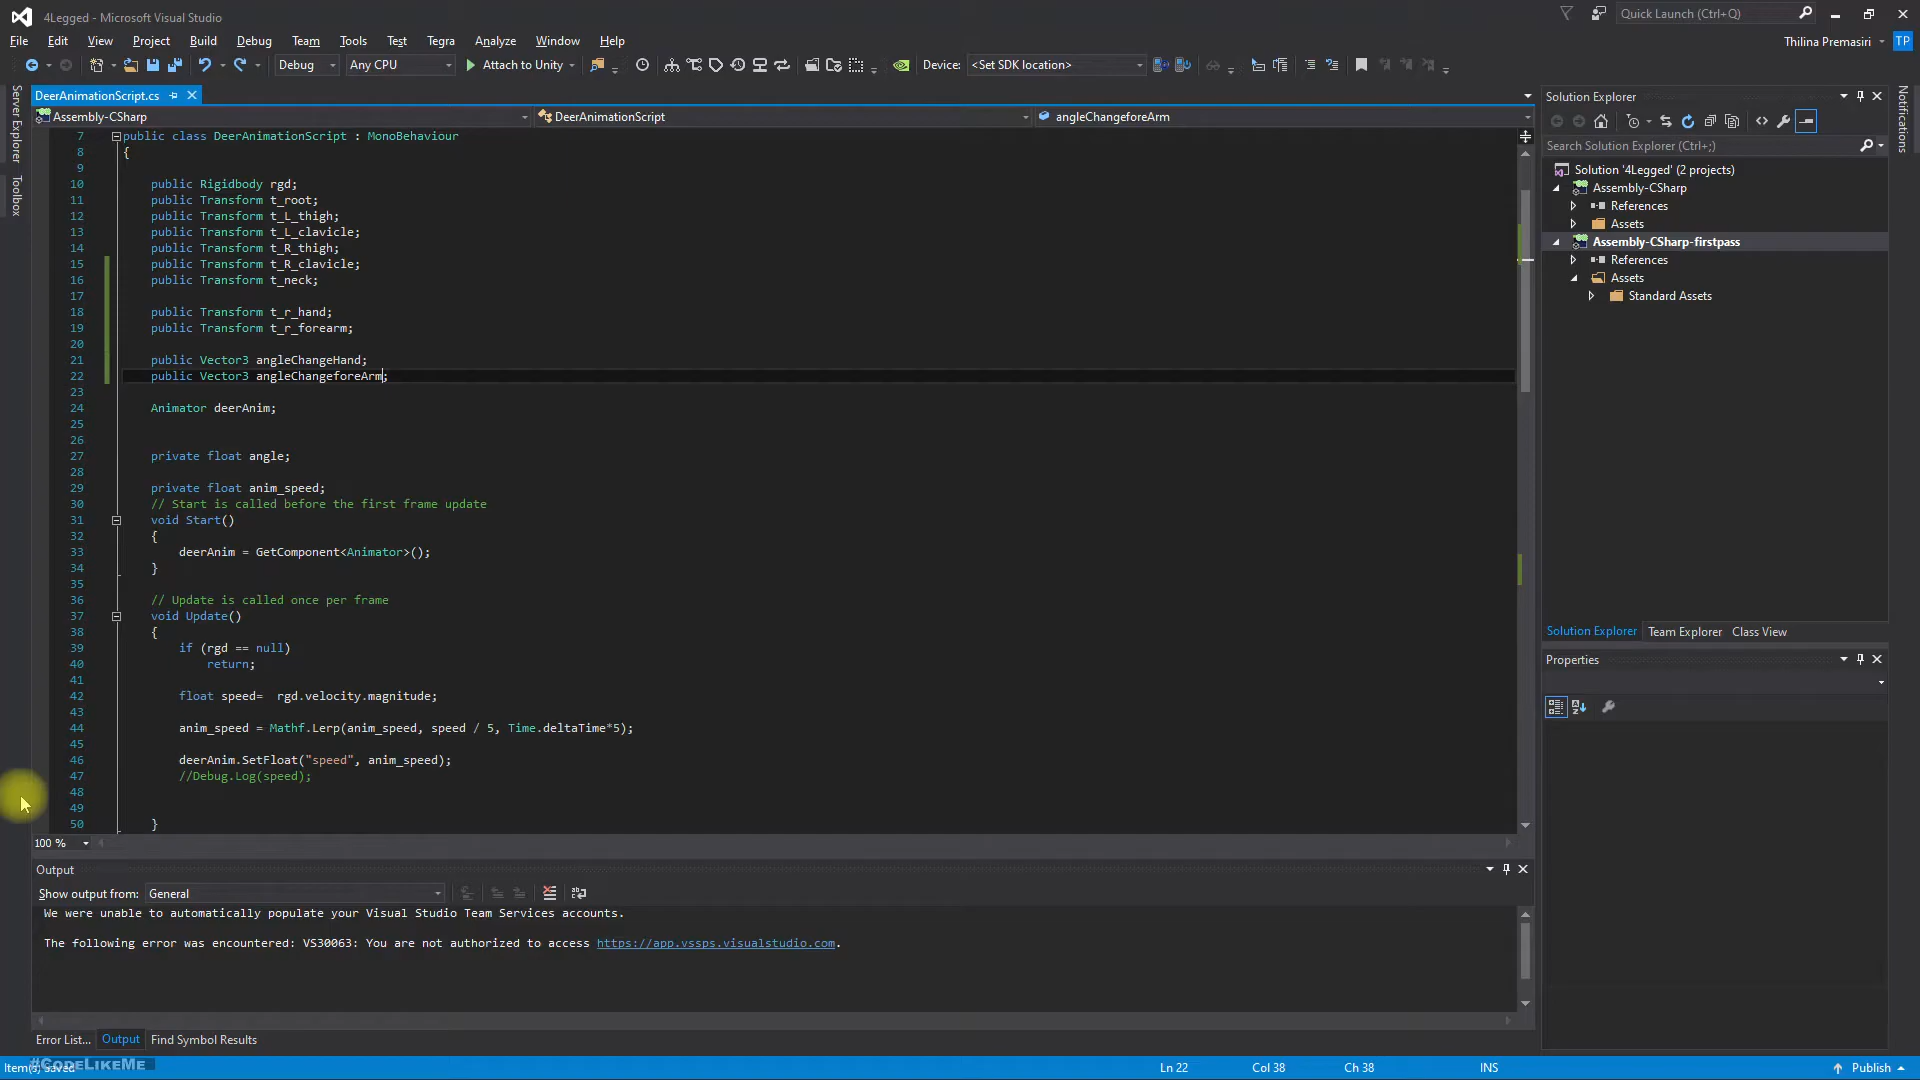 4Legged - Microsoft Visual Studio
Quick Launch (Ctrl+Q)
File Edit View Project Build Debug Team Tools Test Tegra Analyze Window Help
Thilina Premasiri TP
Debug Any CPU Attach to Unity Device: <Set SDK location>
Server Explorer
Toolbox
Notifications
DeerAnimationScript.cs
Assembly-CSharp DeerAnimationScript angleChangeforeArm
7 public class DeerAnimationScript : MonoBehaviour
8 {
9
10 public Rigidbody rgd;
11 public Transform t_root;
12 public Transform t_L_thigh;
13 public Transform t_L_clavicle;
14 public Transform t_R_thigh;
15 public Transform t_R_clavicle;
16 public Transform t_neck;
17
18 public Transform t_r_hand;
19 public Transform t_r_forearm;
20
21 public Vector3 angleChangeHand;
22 public Vector3 angleChangeforeArm;
23
24 Animator deerAnim;
25
26
27 private float angle;
28
29 private float anim_speed;
30 // Start is called before the first frame update
31 void Start()
32 {
33 deerAnim = GetComponent<Animator>();
34 }
35
36 // Update is called once per frame
37 void Update()
38 {
39 if (rgd == null)
40 return;
41
42 float speed=  rgd.velocity.magnitude;
43
44 anim_speed = Mathf.Lerp(anim_speed, speed / 5, Time.deltaTime*5);
45
46 deerAnim.SetFloat("speed", anim_speed);
47 //Debug.Log(speed);
48
49
50 }
100 %
Solution Explorer
Search Solution Explorer (Ctrl+;)
Solution '4Legged' (2 projects)
Assembly-CSharp
References
Assets
Assembly-CSharp-firstpass
References
Assets
Standard Assets
Solution Explorer Team Explorer Class View
Properties
Output
Show output from: General
We were unable to automatically populate your Visual Studio Team Services accounts.
The following error was encountered: VS30063: You are not authorized to access https://app.vssps.visualstudio.com.
Error List... Output Find Symbol Results
#CodeLikeMe
Item(s) Saved Ln 22 Col 38 Ch 38 INS Publish